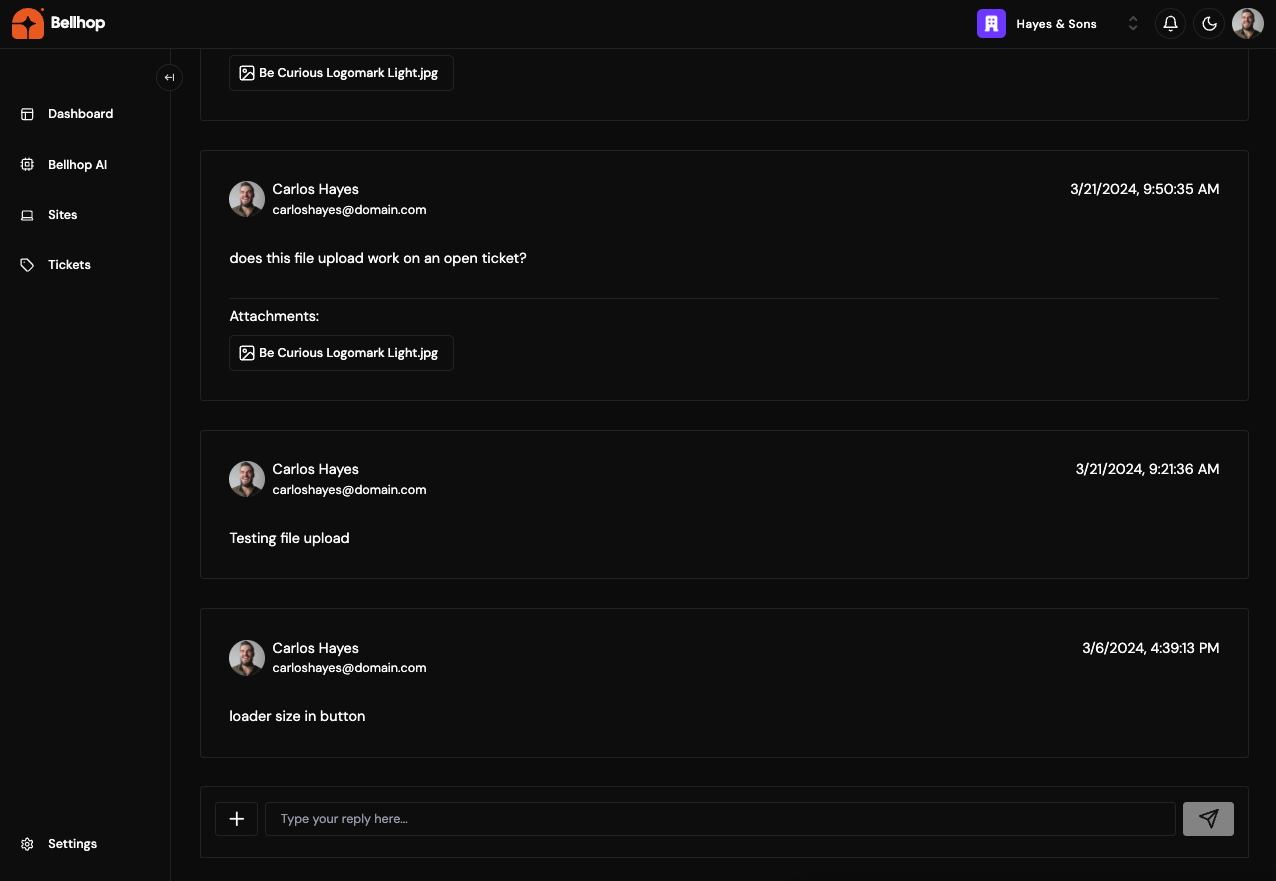 Bellhop
Hayes & Sons
Dashboard
Bellhop AI
Sites
Tickets
Settings
Be Curious Logomark Light.jpg
Carlos Hayes
carloshayes@domain.com
3/21/2024, 9:50:35 AM
does this file upload work on an open ticket?
Attachments:
Be Curious Logomark Light.jpg
Carlos Hayes
carloshayes@domain.com
3/21/2024, 9:21:36 AM
Testing file upload
Carlos Hayes
carloshayes@domain.com
3/6/2024, 4:39:13 PM
loader size in button
Type your reply here...